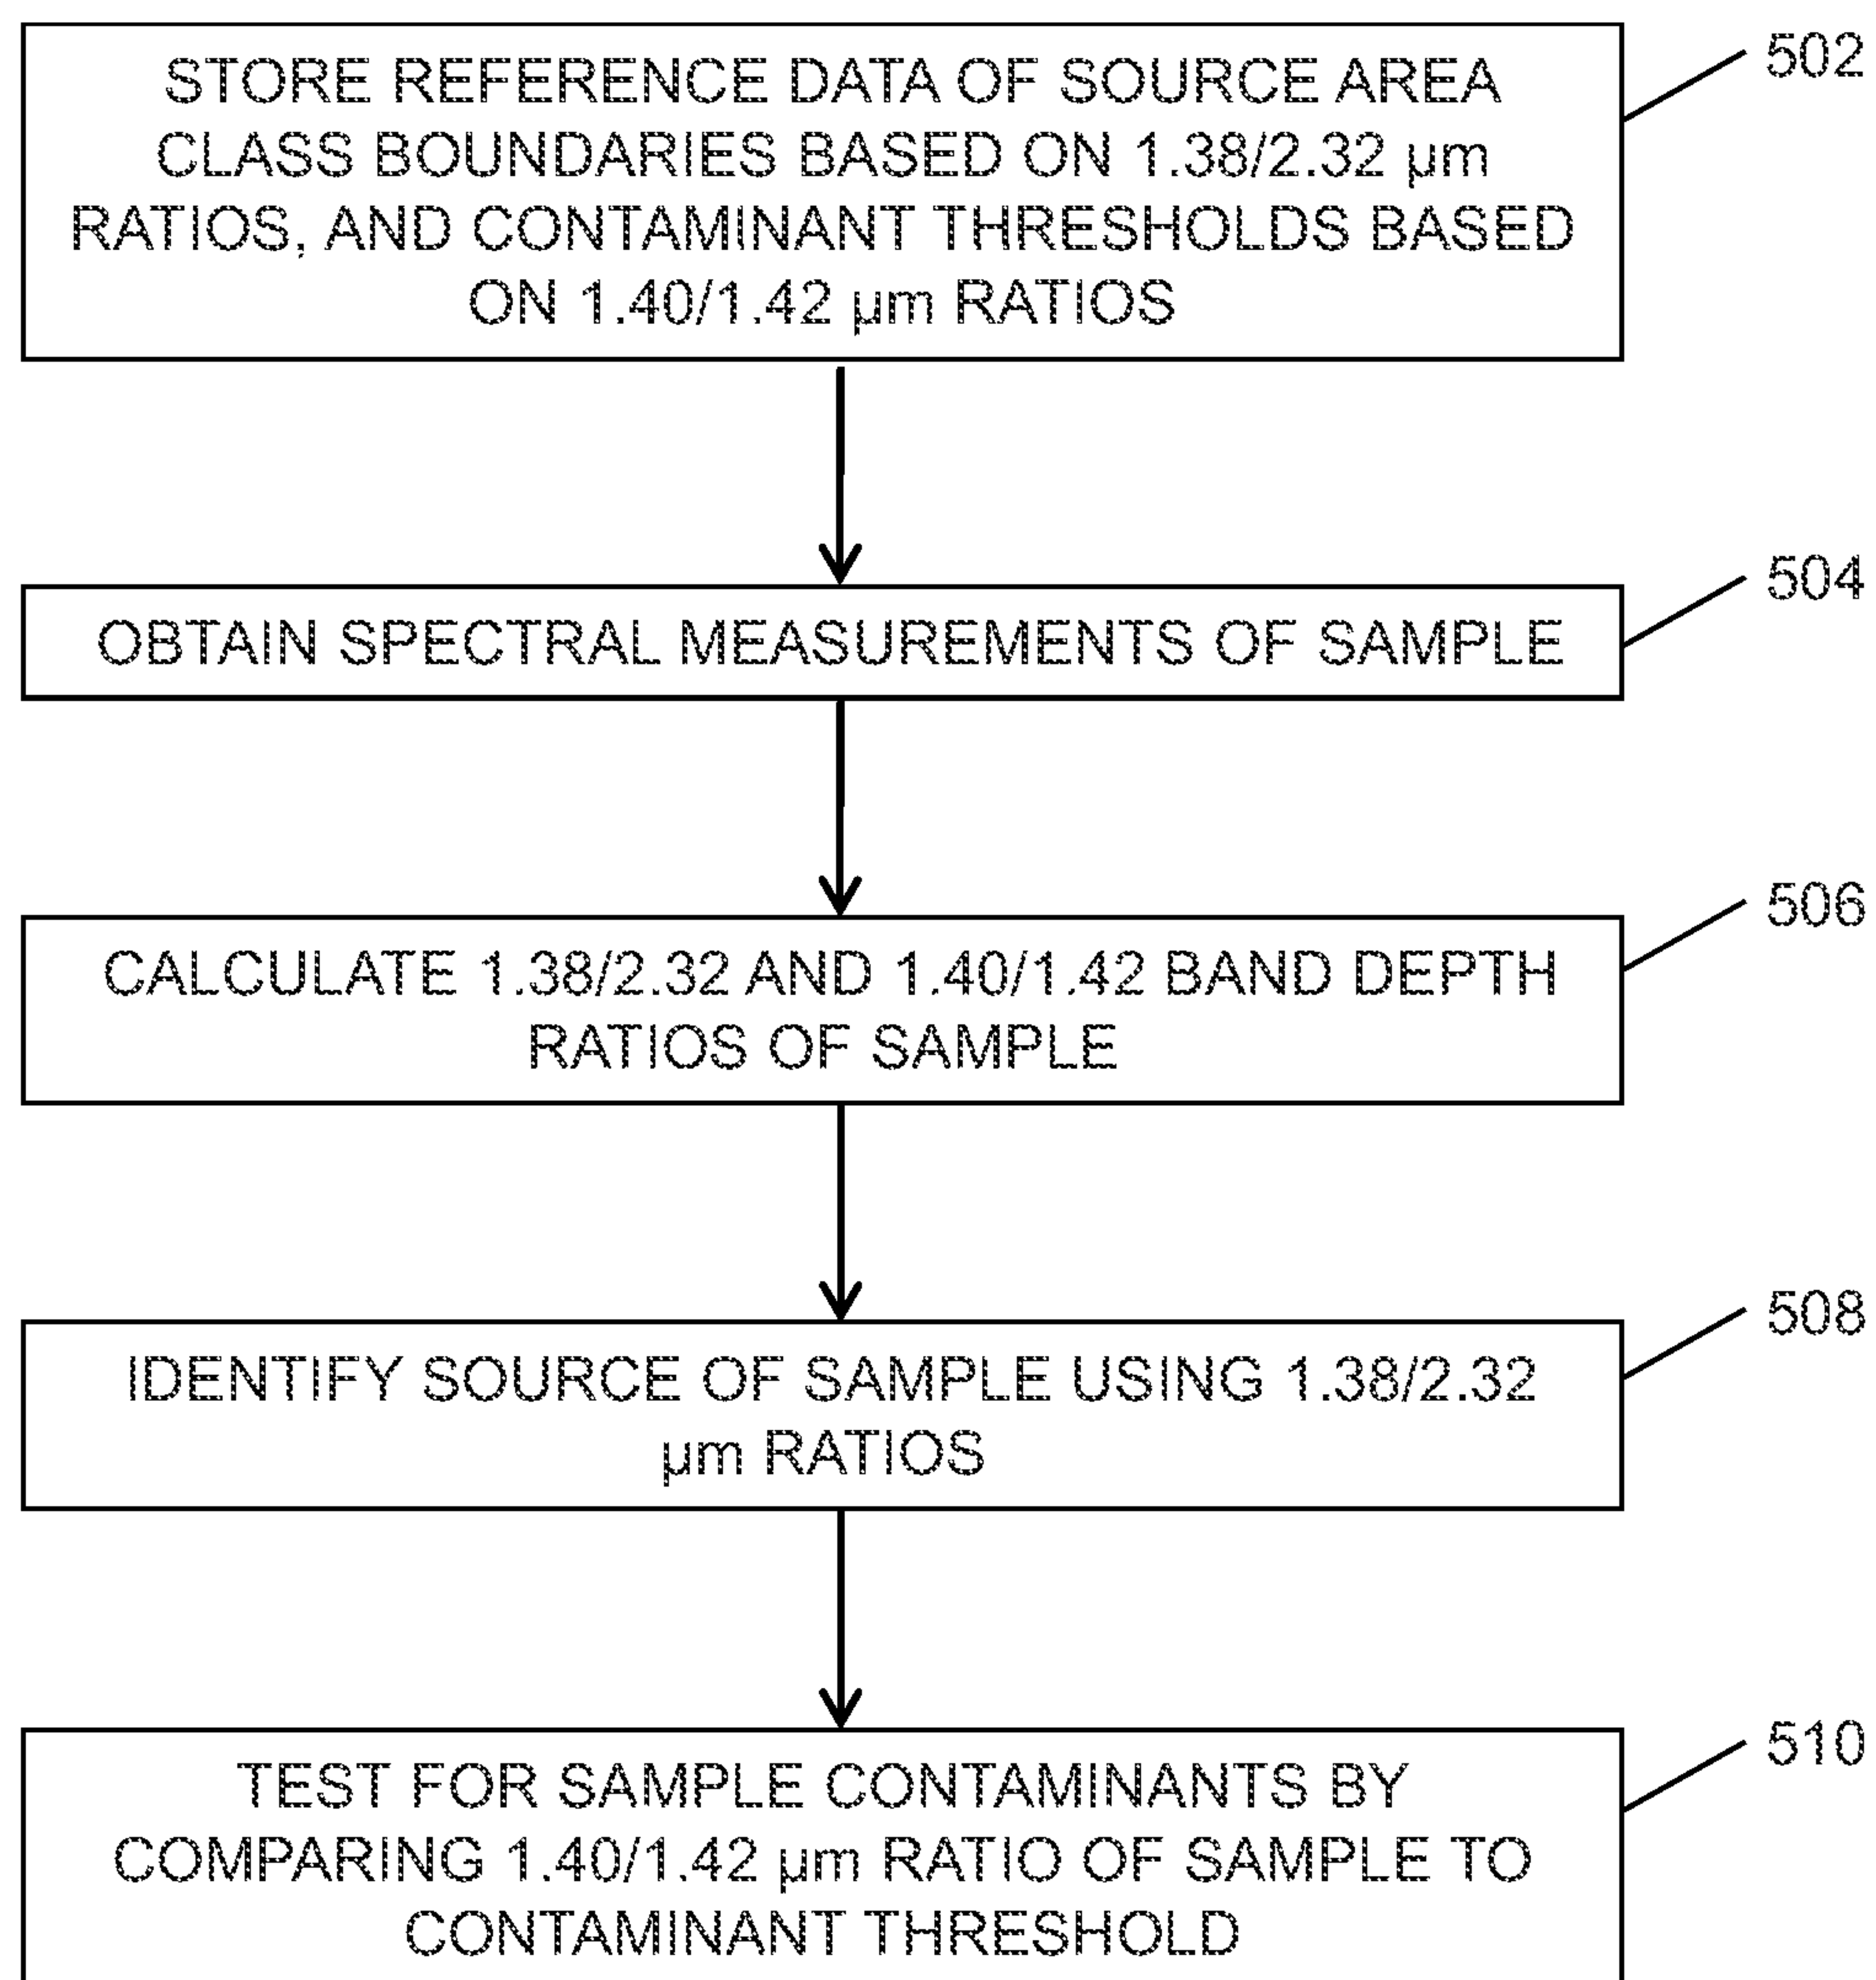 STORE REFERENCE DATA OF SOURCE AREA
CLASS BOUNDARIES BASED ON 1.38/2.32 µm
RATIOS, AND CONTAMINANT THRESHOLDS BASED
ON 1.40/1.42 µm RATIOS
502
OBTAIN SPECTRAL MEASUREMENTS OF SAMPLE
504
CALCULATE 1.38/2.32 AND 1.40/1.42 BAND DEPTH
RATIOS OF SAMPLE
506
IDENTIFY SOURCE OF SAMPLE USING 1.38/2.32
µm RATIOS
508
TEST FOR SAMPLE CONTAMINANTS BY
COMPARING 1.40/1.42 µm RATIO OF SAMPLE TO
CONTAMINANT THRESHOLD
510